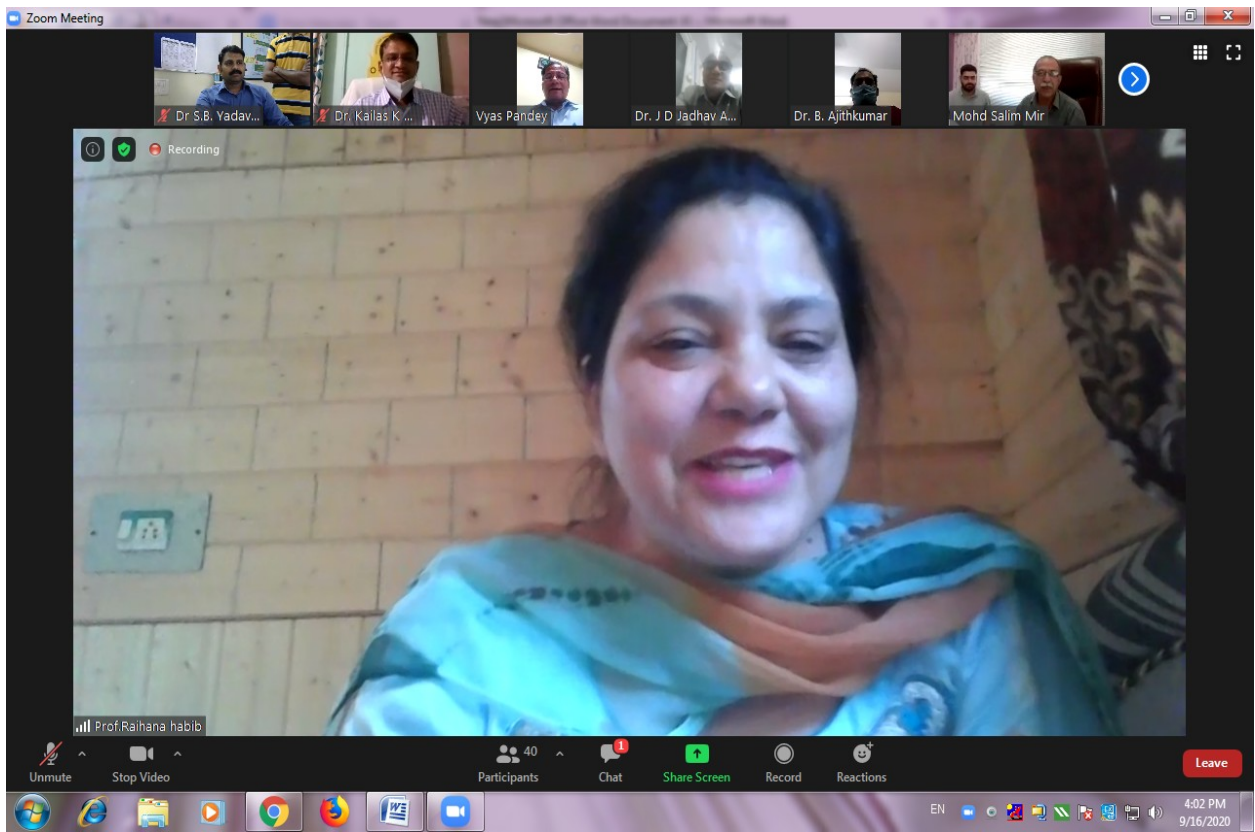 Zoom Meeting
Dr S.B. Yadav...
Dr. Kailas K ...
Vyas Pandey
Dr. J D Jadhav A...
Dr. B. Ajithkumar
Mohd Salim Mir
Recording
Prof.Raihana habib
Unmute
Stop Video
40
Participants
1
Chat
Share Screen
Record
Reactions
Leave
EN
4:02 PM
9/16/2020